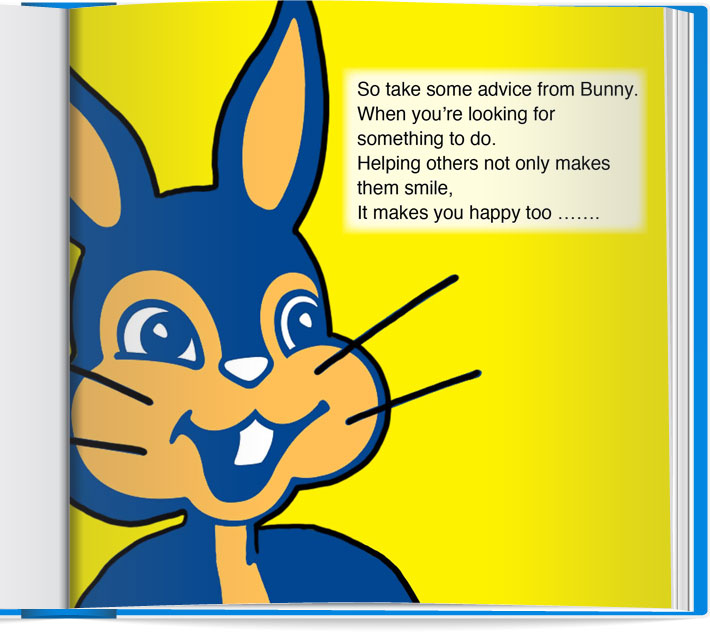 So take some advice from Bunny.
When you're looking for
something to do.
Helping others not only makes
them smile,
It makes you happy too .......